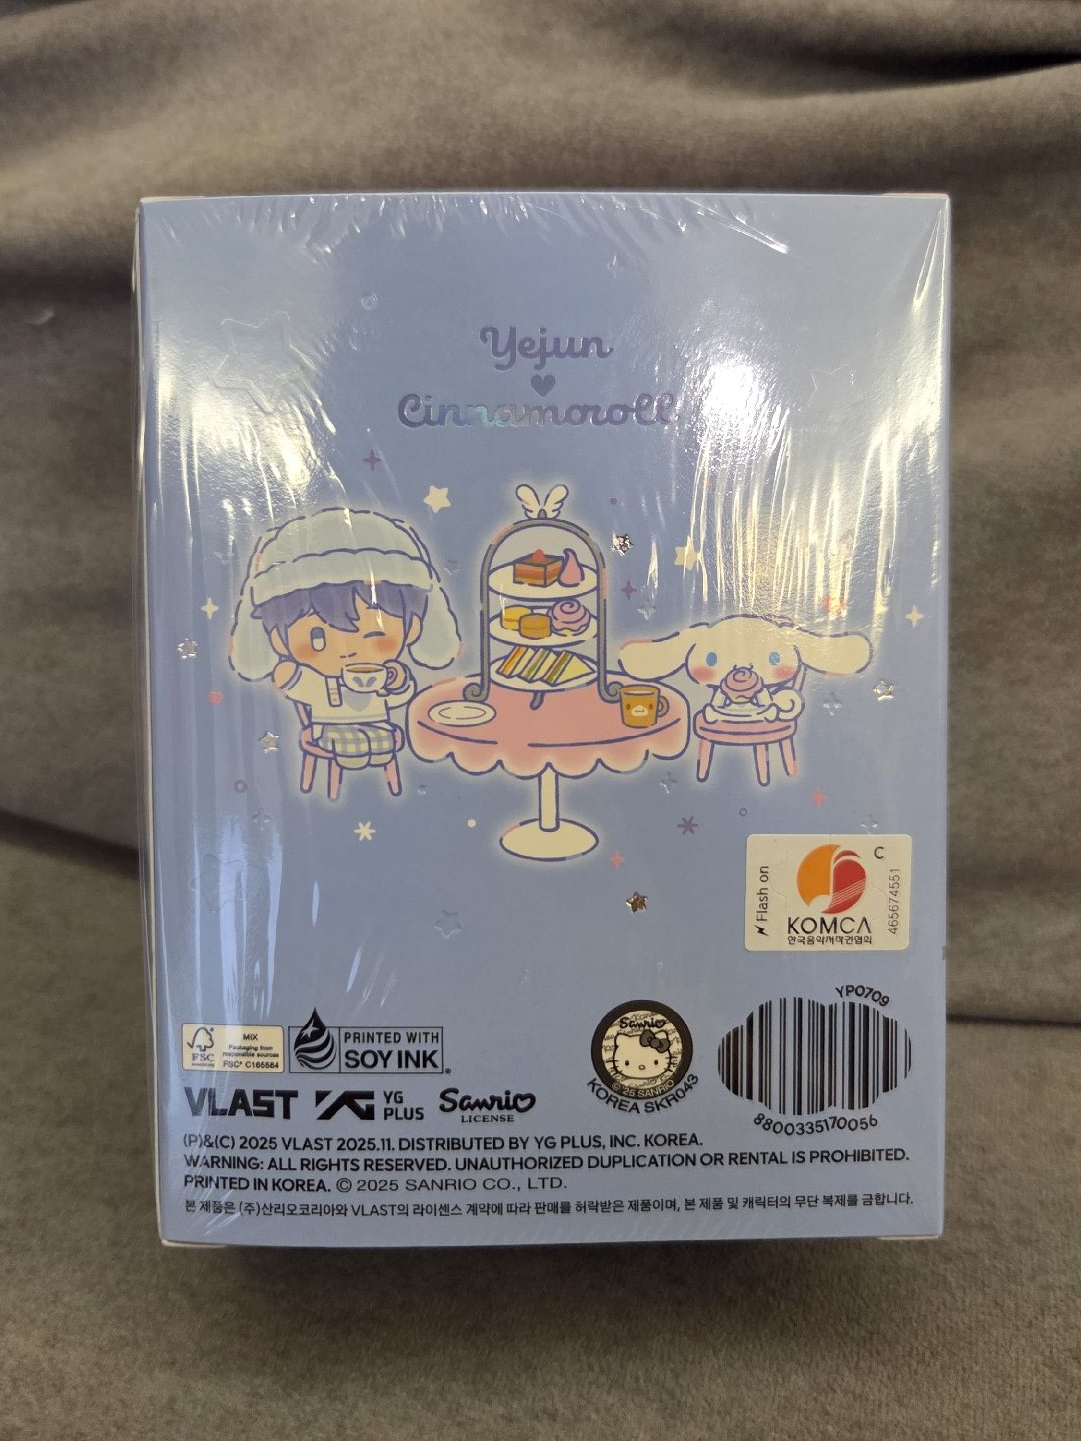 Yejun
Cinnamoroll
⚡ Flash on
C
KOMCA
한국음악저작권협회
465674551
YP0709
8800335170056
FSC
MIX
Packaging from
responsible sources
FSC® C166584
PRINTED WITH
SOY INK
Sanrio
© '25 SANRIO
KOREA SKR043
VLAST
YG
PLUS
Sanrio
LICENSE
(P)&(C) 2025 VLAST 2025.11. DISTRIBUTED BY YG PLUS, INC. KOREA.
WARNING: ALL RIGHTS RESERVED. UNAUTHORIZED DUPLICATION OR RENTAL IS PROHIBITED.
PRINTED IN KOREA. © 2025 SANRIO CO., LTD.
본 제품은 (주)산리오코리아와 VLAST의 라이센스 계약에 따라 판매를 허락받은 제품이며, 본 제품 및 캐릭터의 무단 복제를 금합니다.